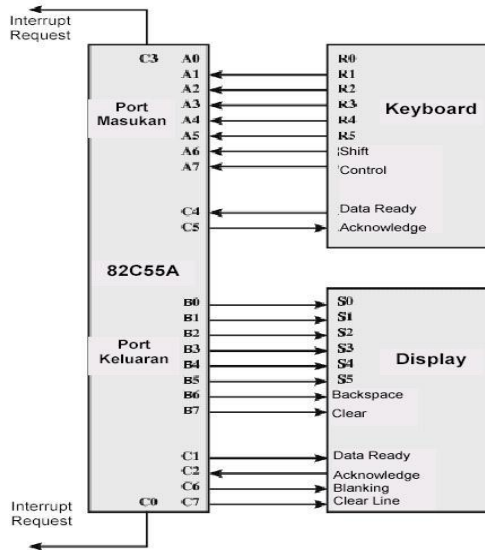 Interrupt
Request
C3 A0 R0
A1 R1
A2 R2
Port
Masukan
A3 R3
A4 R4
A5 R5
A6 Shift
A7 Control
Keyboard
C4 Data Ready
C5 Acknowledge
82C55A
B0 S0
B1 S1
B2 S2
Port
Keluaran
B3 S3
B4 S4
B5 S5
B6 Backspace
B7 Clear
Display
C1 Data Ready
C2 Acknowledge
C6 Blanking
C0 C7 Clear Line
Interrupt
Request